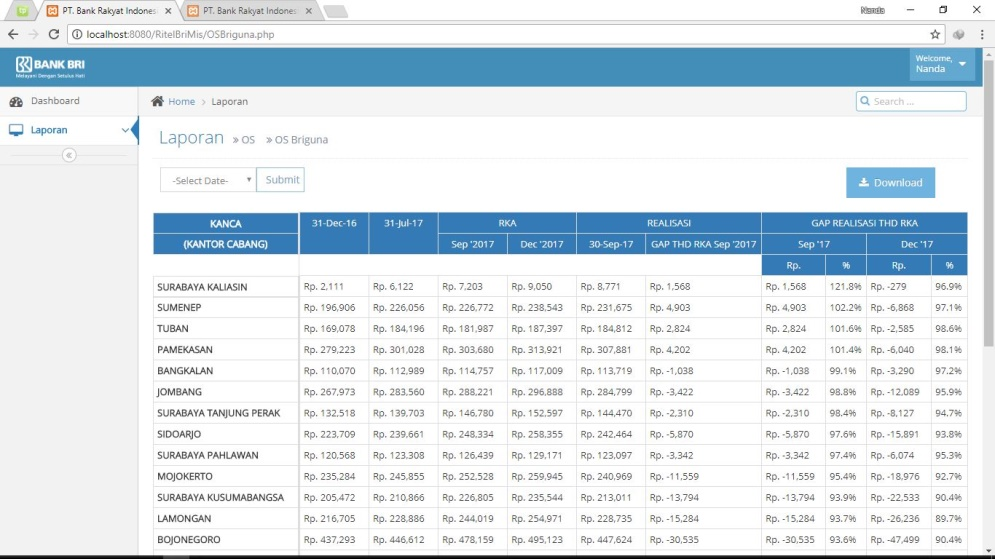 PT. Bank Rakyat Indones
PT. Bank Rakyat Indones
Nanda
localhost:8080/RitelBriMis/OSBriguna.php
BANK BRI
Melayani Dengan Setulus Hati
Welcome,
Nanda
Dashboard
Home > Laporan
Search ...
Laporan
Laporan » OS » OS Briguna
-Select Date- Submit
Download
KANCA 31-Dec-16 31-Jul-17 RKA REALISASI GAP REALISASI THD RKA
(KANTOR CABANG) Sep '2017 Dec '2017 30-Sep-17 GAP THD RKA Sep '2017 Sep '17 Dec '17
Rp. % Rp. %
SURABAYA KALIASIN Rp. 2,111 Rp. 6,122 Rp. 7,203 Rp. 9,050 Rp. 8,771 Rp. 1,568 Rp. 1,568 121.8% Rp. -279 96.9%
SUMENEP Rp. 196,906 Rp. 226,056 Rp. 226,772 Rp. 238,543 Rp. 231,675 Rp. 4,903 Rp. 4,903 102.2% Rp. -6,868 97.1%
TUBAN Rp. 169,078 Rp. 184,196 Rp. 181,987 Rp. 187,397 Rp. 184,812 Rp. 2,824 Rp. 2,824 101.6% Rp. -2,585 98.6%
PAMEKASAN Rp. 279,223 Rp. 301,028 Rp. 303,680 Rp. 313,921 Rp. 307,881 Rp. 4,202 Rp. 4,202 101.4% Rp. -6,040 98.1%
BANGKALAN Rp. 110,070 Rp. 112,989 Rp. 114,757 Rp. 117,009 Rp. 113,719 Rp. -1,038 Rp. -1,038 99.1% Rp. -3,290 97.2%
JOMBANG Rp. 267,973 Rp. 283,560 Rp. 288,221 Rp. 296,888 Rp. 284,799 Rp. -3,422 Rp. -3,422 98.8% Rp. -12,089 95.9%
SURABAYA TANJUNG PERAK Rp. 132,518 Rp. 139,703 Rp. 146,780 Rp. 152,597 Rp. 144,470 Rp. -2,310 Rp. -2,310 98.4% Rp. -8,127 94.7%
SIDOARJO Rp. 223,709 Rp. 239,661 Rp. 248,334 Rp. 258,355 Rp. 242,464 Rp. -5,870 Rp. -5,870 97.6% Rp. -15,891 93.8%
SURABAYA PAHLAWAN Rp. 120,568 Rp. 123,308 Rp. 126,439 Rp. 129,171 Rp. 123,097 Rp. -3,342 Rp. -3,342 97.4% Rp. -6,074 95.3%
MOJOKERTO Rp. 235,284 Rp. 245,855 Rp. 252,528 Rp. 259,945 Rp. 240,969 Rp. -11,559 Rp. -11,559 95.4% Rp. -18,976 92.7%
SURABAYA KUSUMABANGSA Rp. 205,472 Rp. 210,866 Rp. 226,805 Rp. 235,544 Rp. 213,011 Rp. -13,794 Rp. -13,794 93.9% Rp. -22,533 90.4%
LAMONGAN Rp. 216,705 Rp. 228,886 Rp. 244,019 Rp. 254,971 Rp. 228,735 Rp. -15,284 Rp. -15,284 93.7% Rp. -26,236 89.7%
BOJONEGORO Rp. 437,293 Rp. 446,612 Rp. 478,159 Rp. 495,123 Rp. 447,624 Rp. -30,535 Rp. -30,535 93.6% Rp. -47,499 90.4%